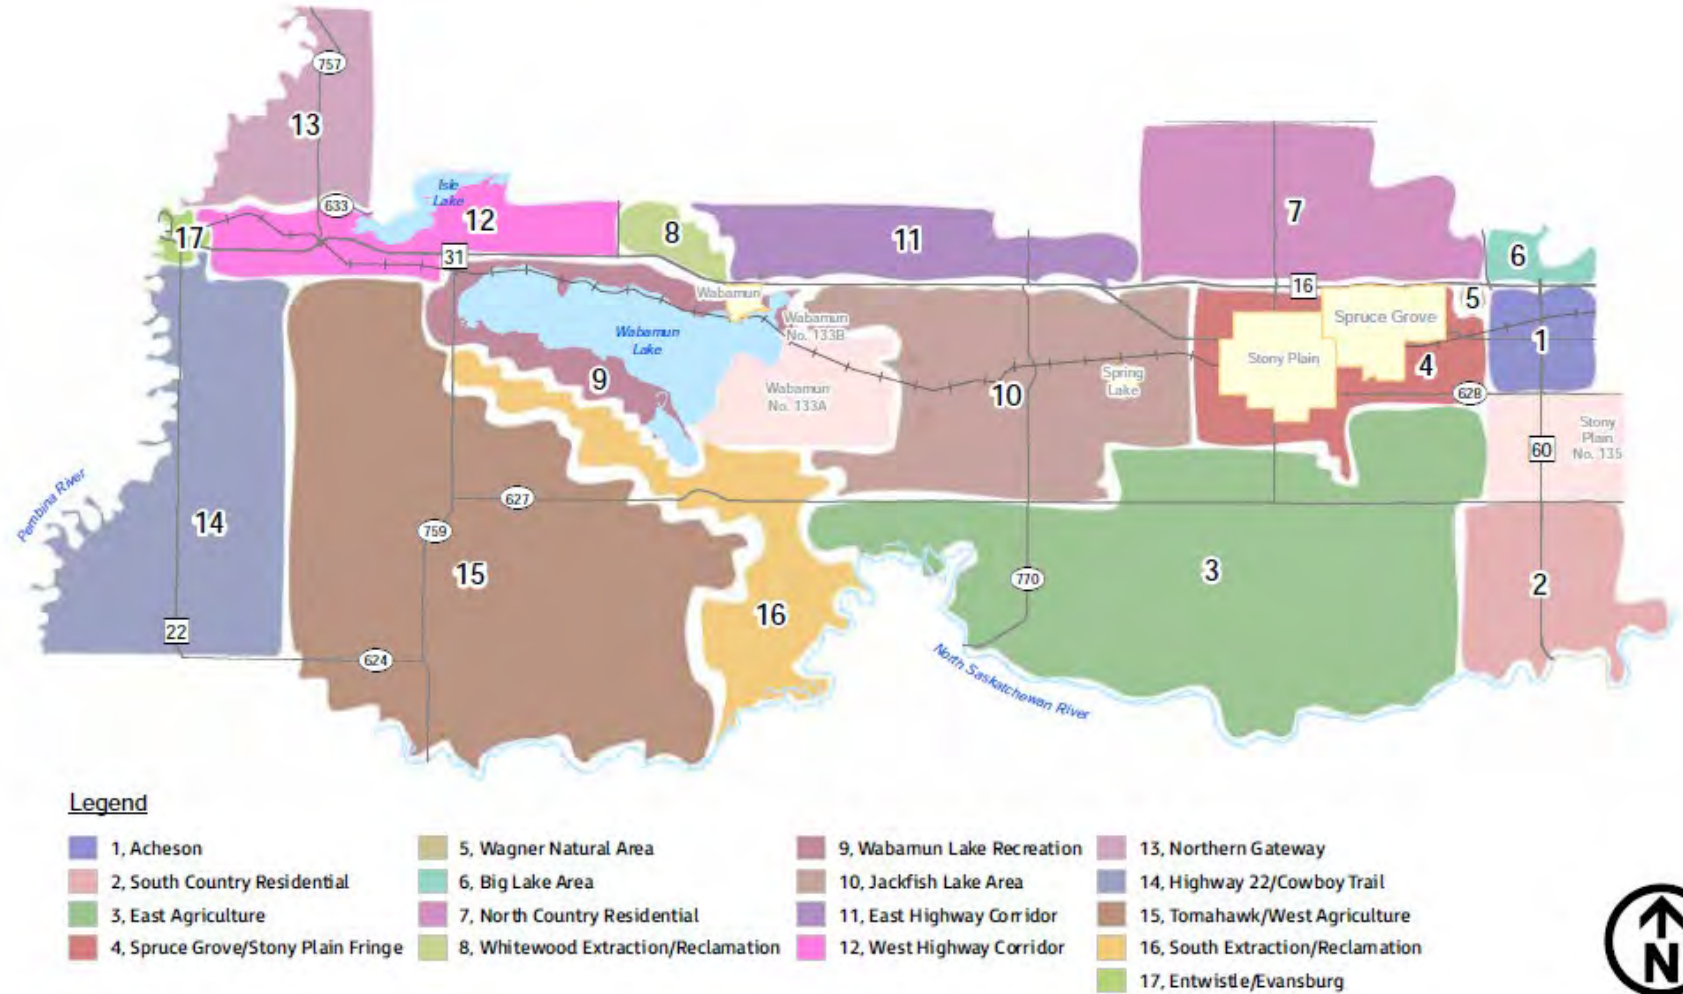 757
13
Isle
Lake
633
12
17
31
8
11
7
6
16
5
Wabamun
Wabamun
No. 133B
Wabamun
Lake
Spruce Grove
Stony Plain
1
4
9
Wabamun
No. 133A
10
Spring
Lake
628
Stony
Plain
No. 135
60
Pembina River
14
627
759
15
16
770
3
2
22
624
North Saskatchewan River
Legend
1, Acheson
2, South Country Residential
3, East Agriculture
4, Spruce Grove/Stony Plain Fringe
5, Wagner Natural Area
6, Big Lake Area
7, North Country Residential
8, Whitewood Extraction/Reclamation
9, Wabamun Lake Recreation
10, Jackfish Lake Area
11, East Highway Corridor
12, West Highway Corridor
13, Northern Gateway
14, Highway 22/Cowboy Trail
15, Tomahawk/West Agriculture
16, South Extraction/Reclamation
17, Entwistle/Evansburg
N